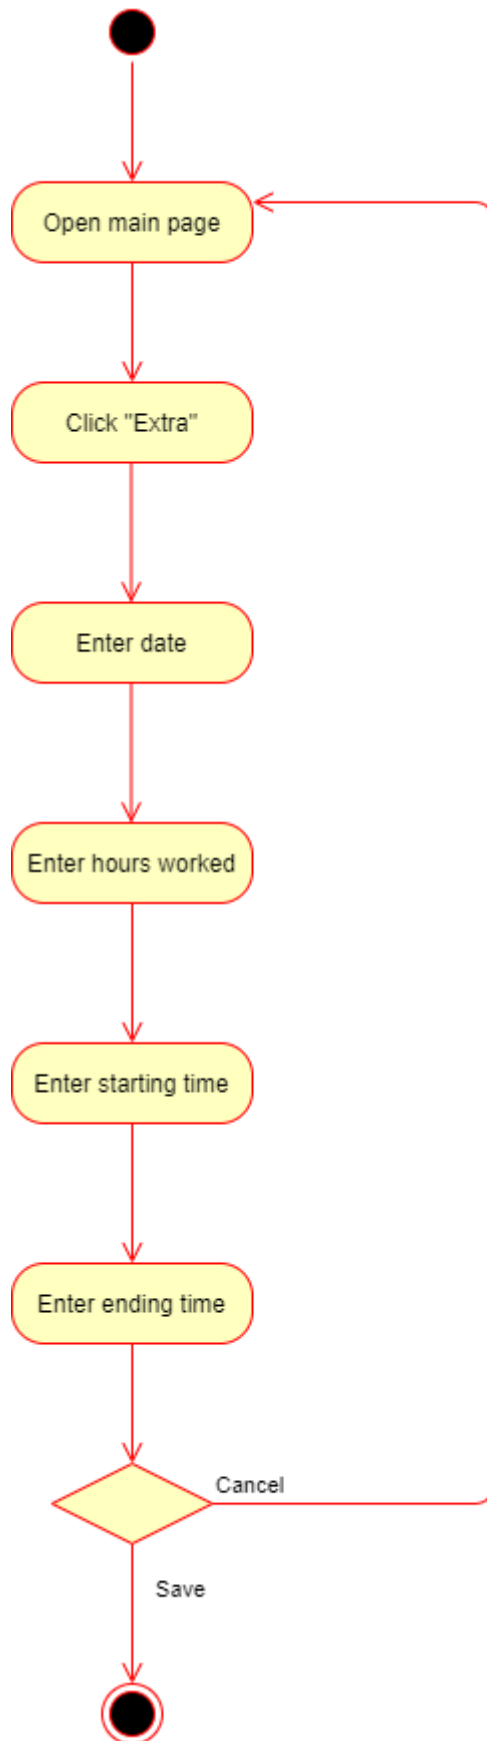 Open main page
Click "Extra"
Enter date
Enter hours worked
Enter starting time
Enter ending time
Cancel
Save